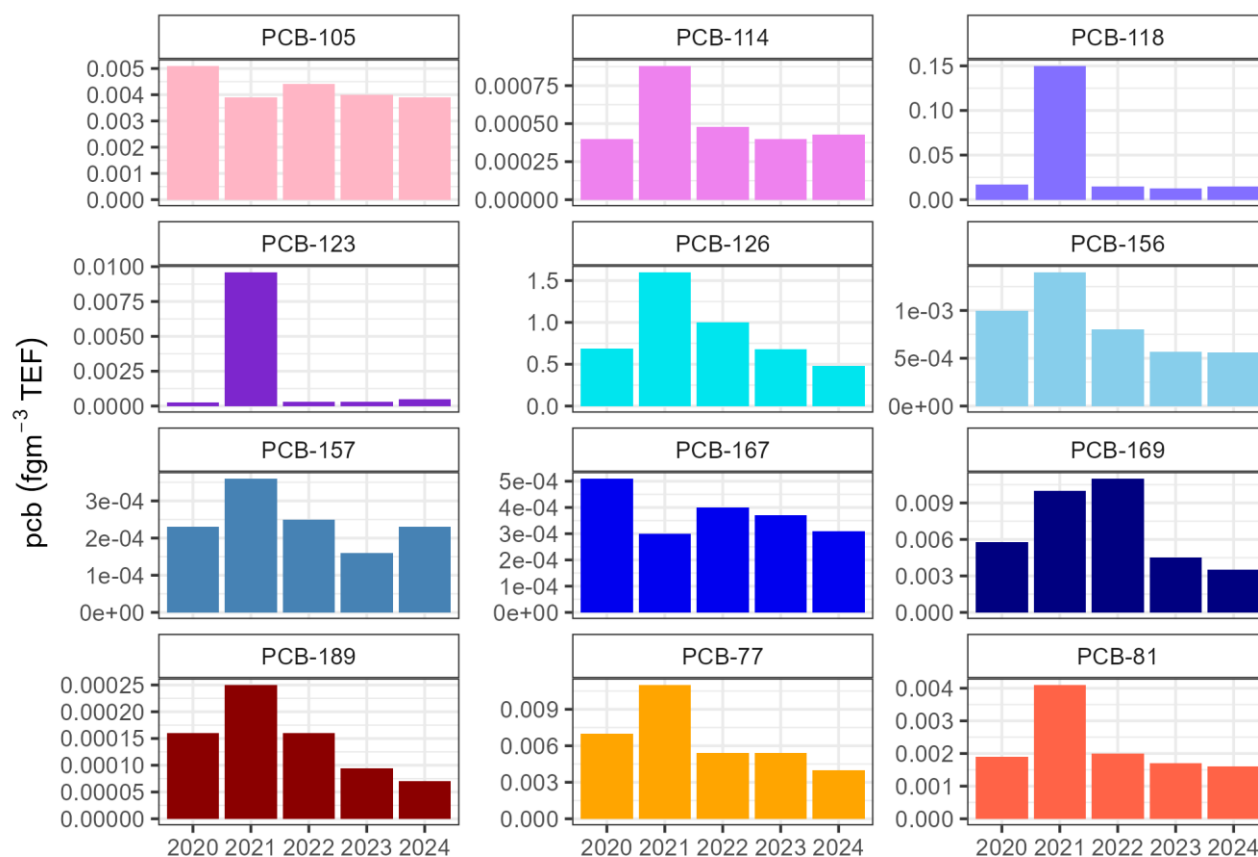 PCB-105 PCB-114 PCB-118
0.005 0.004 0.003 0.002 0.001 0.000
0.00075 0.00050 0.00025 0.00000
0.15 0.10 0.05 0.00
PCB-123 PCB-126 PCB-156
0.0100 0.0075 0.0050 0.0025 0.0000
1.5 1.0 0.5 0.0
1e-03 5e-04 0e+00
pcb (fgm⁻³ TEF)
PCB-157 PCB-167 PCB-169
3e-04 2e-04 1e-04 0e+00
5e-04 4e-04 3e-04 2e-04 1e-04 0e+00
0.009 0.006 0.003 0.000
PCB-189 PCB-77 PCB-81
0.00025 0.00020 0.00015 0.00010 0.00005 0.00000
0.009 0.006 0.003 0.000
0.004 0.003 0.002 0.001 0.000
2020 2021 2022 2023 2024 2020 2021 2022 2023 2024 2020 2021 2022 2023 2024